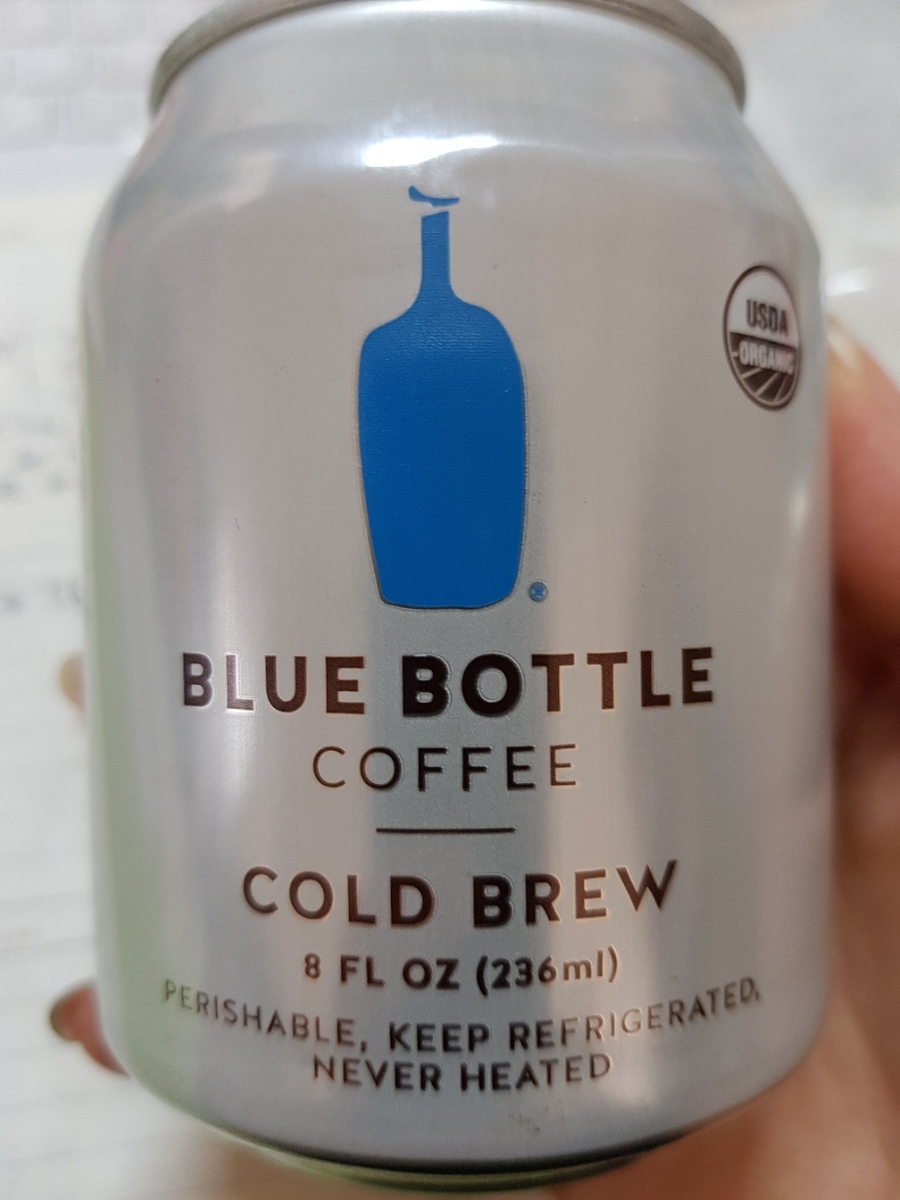 USDA
ORGANIC
®
BLUE BOTTLE
COFFEE
COLD BREW
8 FL OZ (236ml)
PERISHABLE, KEEP REFRIGERATED,
NEVER HEATED